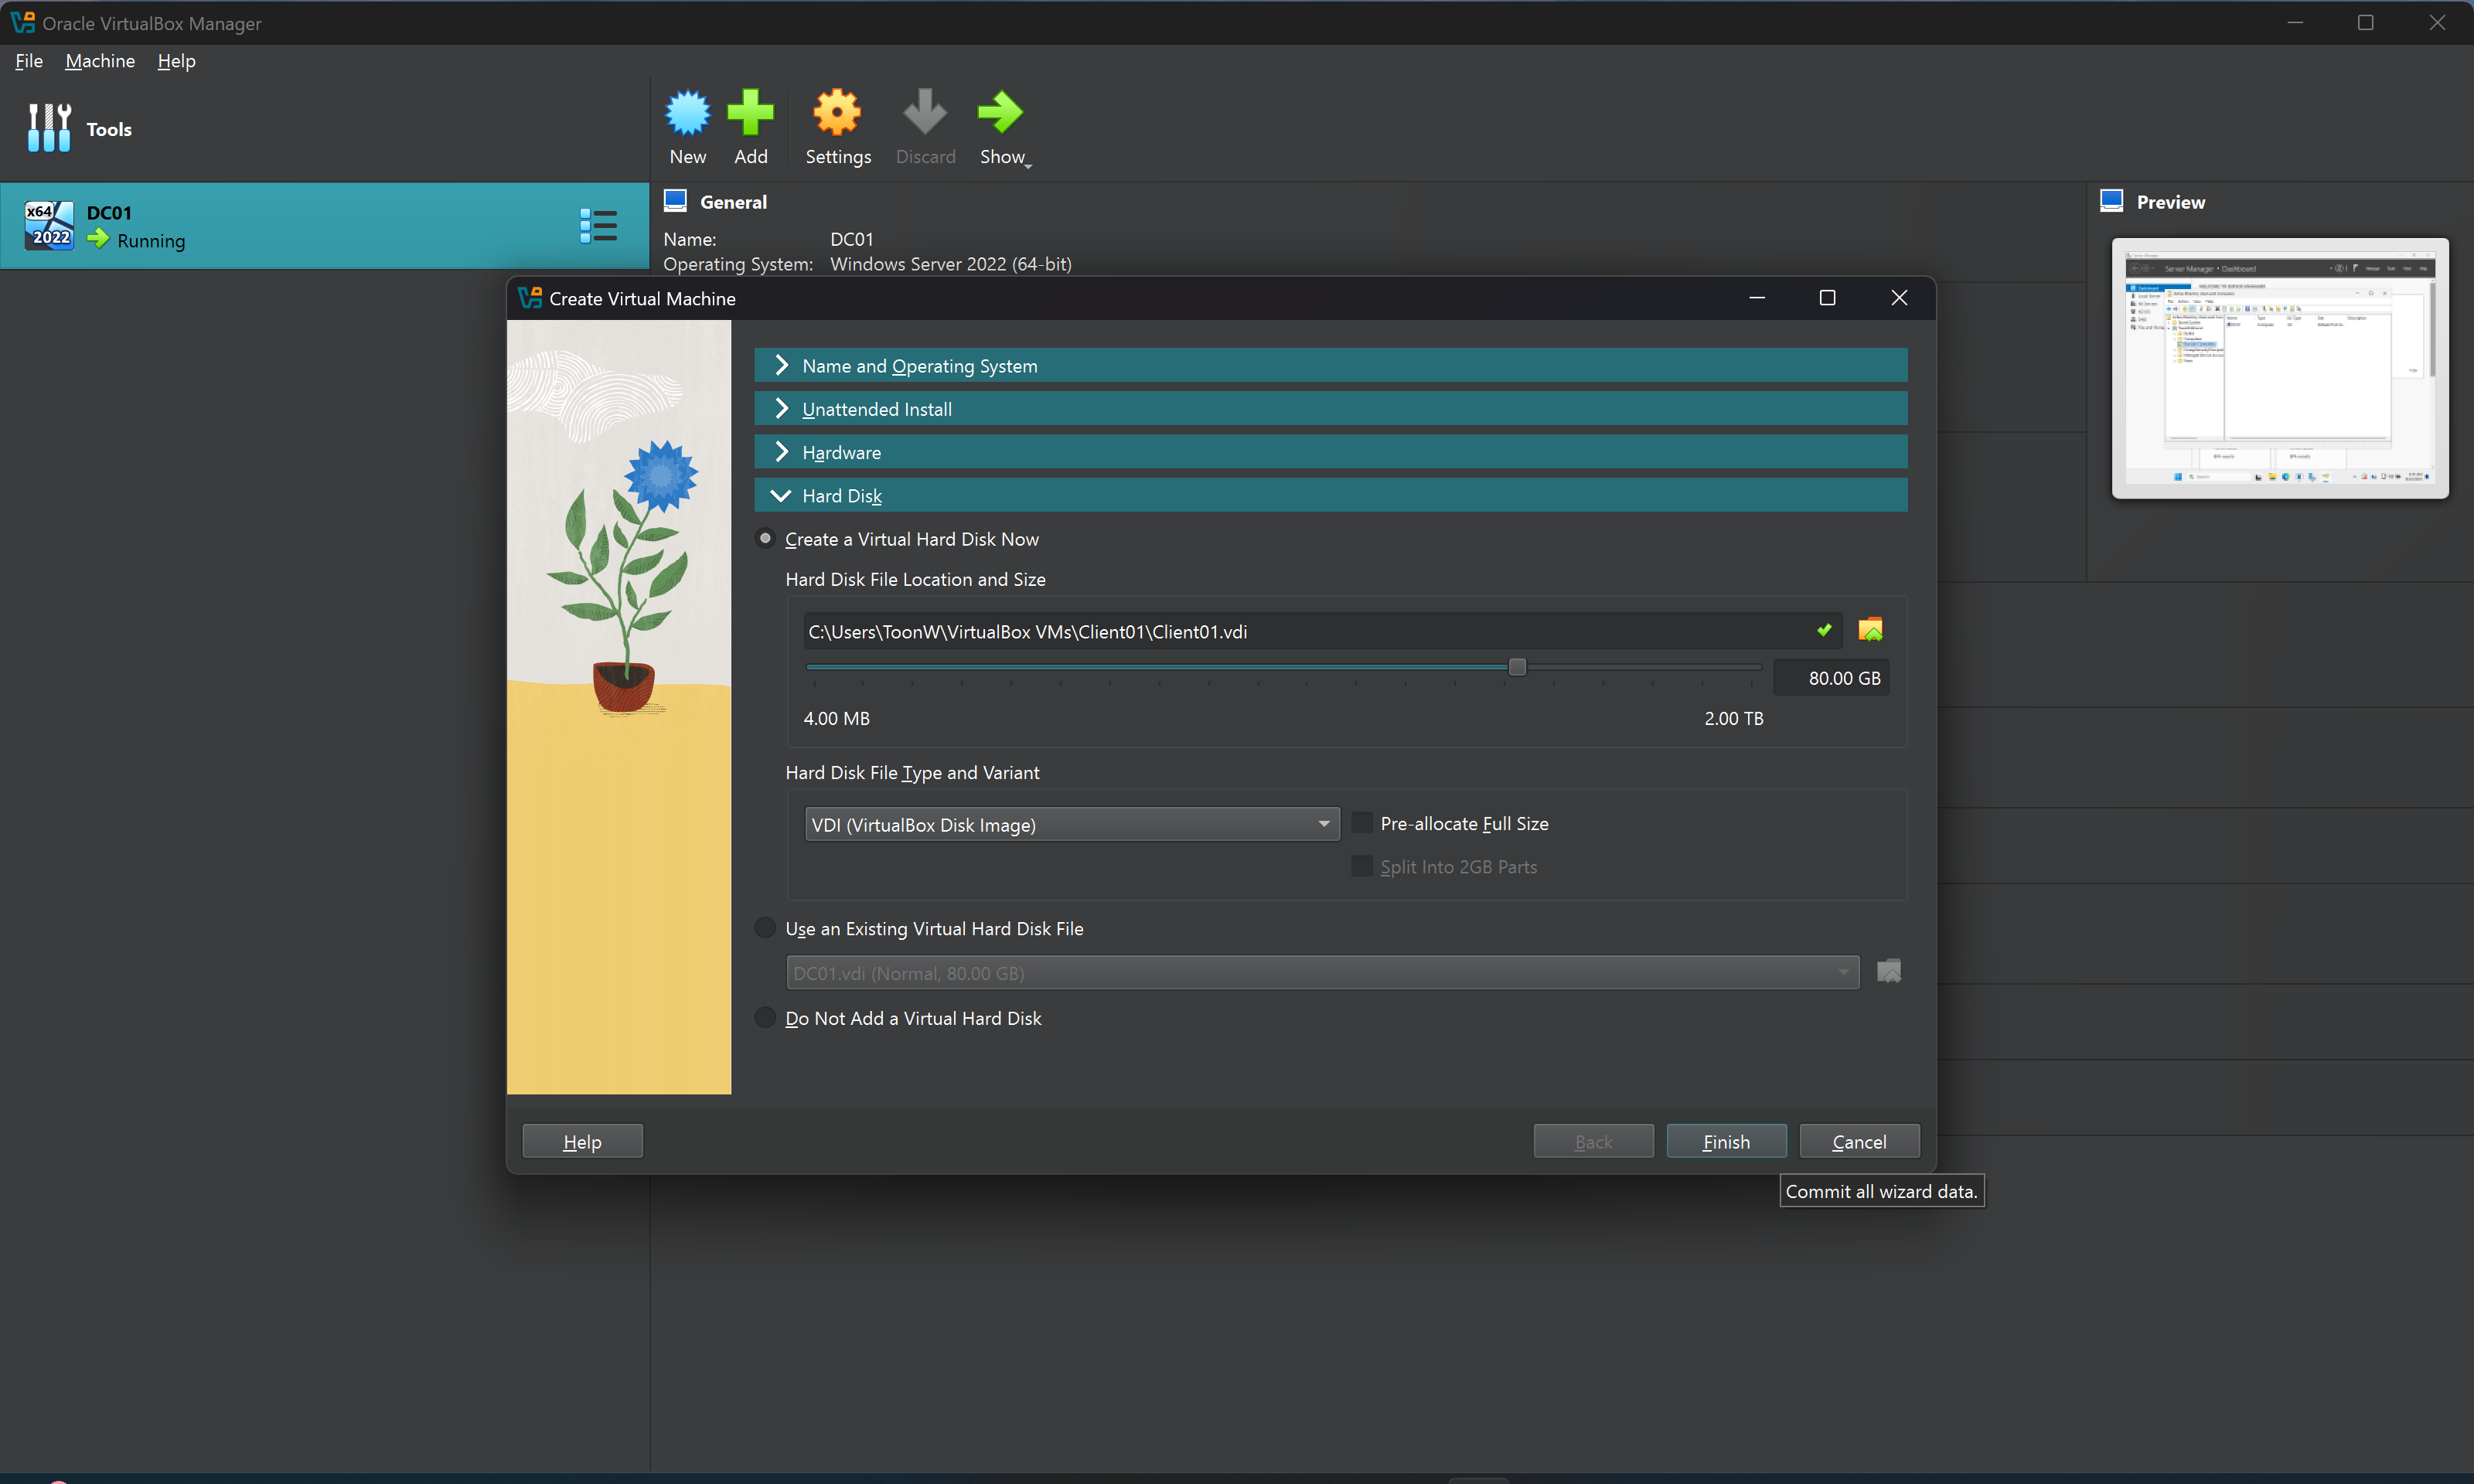 Oracle VirtualBox Manager
File Machine Help
Tools
New Add Settings Discard Show
x64 2022 DC01
Running
General
Name: DC01
Operating System: Windows Server 2022 (64-bit)
Preview
Server Manager • Dashboard
Create Virtual Machine
Name and Operating System
Unattended Install
Hardware
Hard Disk
Create a Virtual Hard Disk Now
Hard Disk File Location and Size
C:\Users\ToonW\VirtualBox VMs\Client01\Client01.vdi
80.00 GB
4.00 MB 2.00 TB
Hard Disk File Type and Variant
VDI (VirtualBox Disk Image) Pre-allocate Full Size
Split Into 2GB Parts
Use an Existing Virtual Hard Disk File
DC01.vdi (Normal, 80.00 GB)
Do Not Add a Virtual Hard Disk
Help Back Finish Cancel
Commit all wizard data.